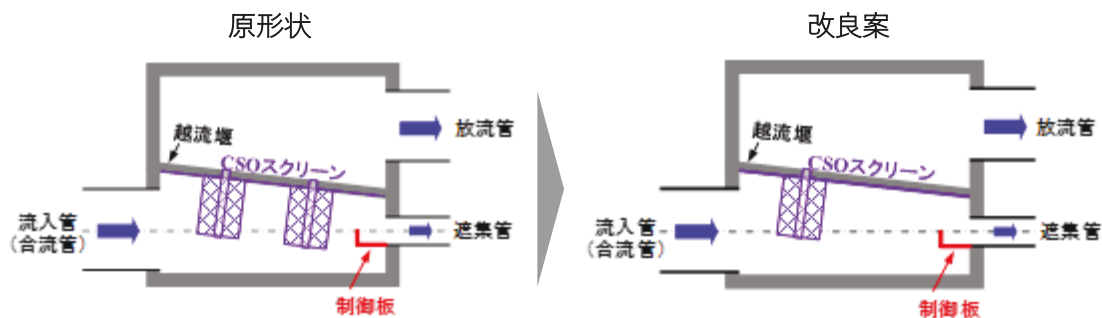 原形状
改良案
越流堰
CSOスクリーン
放流管
流入管
(合流管)
遮集管
制御板
越流堰
CSOスクリーン
放流管
流入管
(合流管)
遮集管
制御板